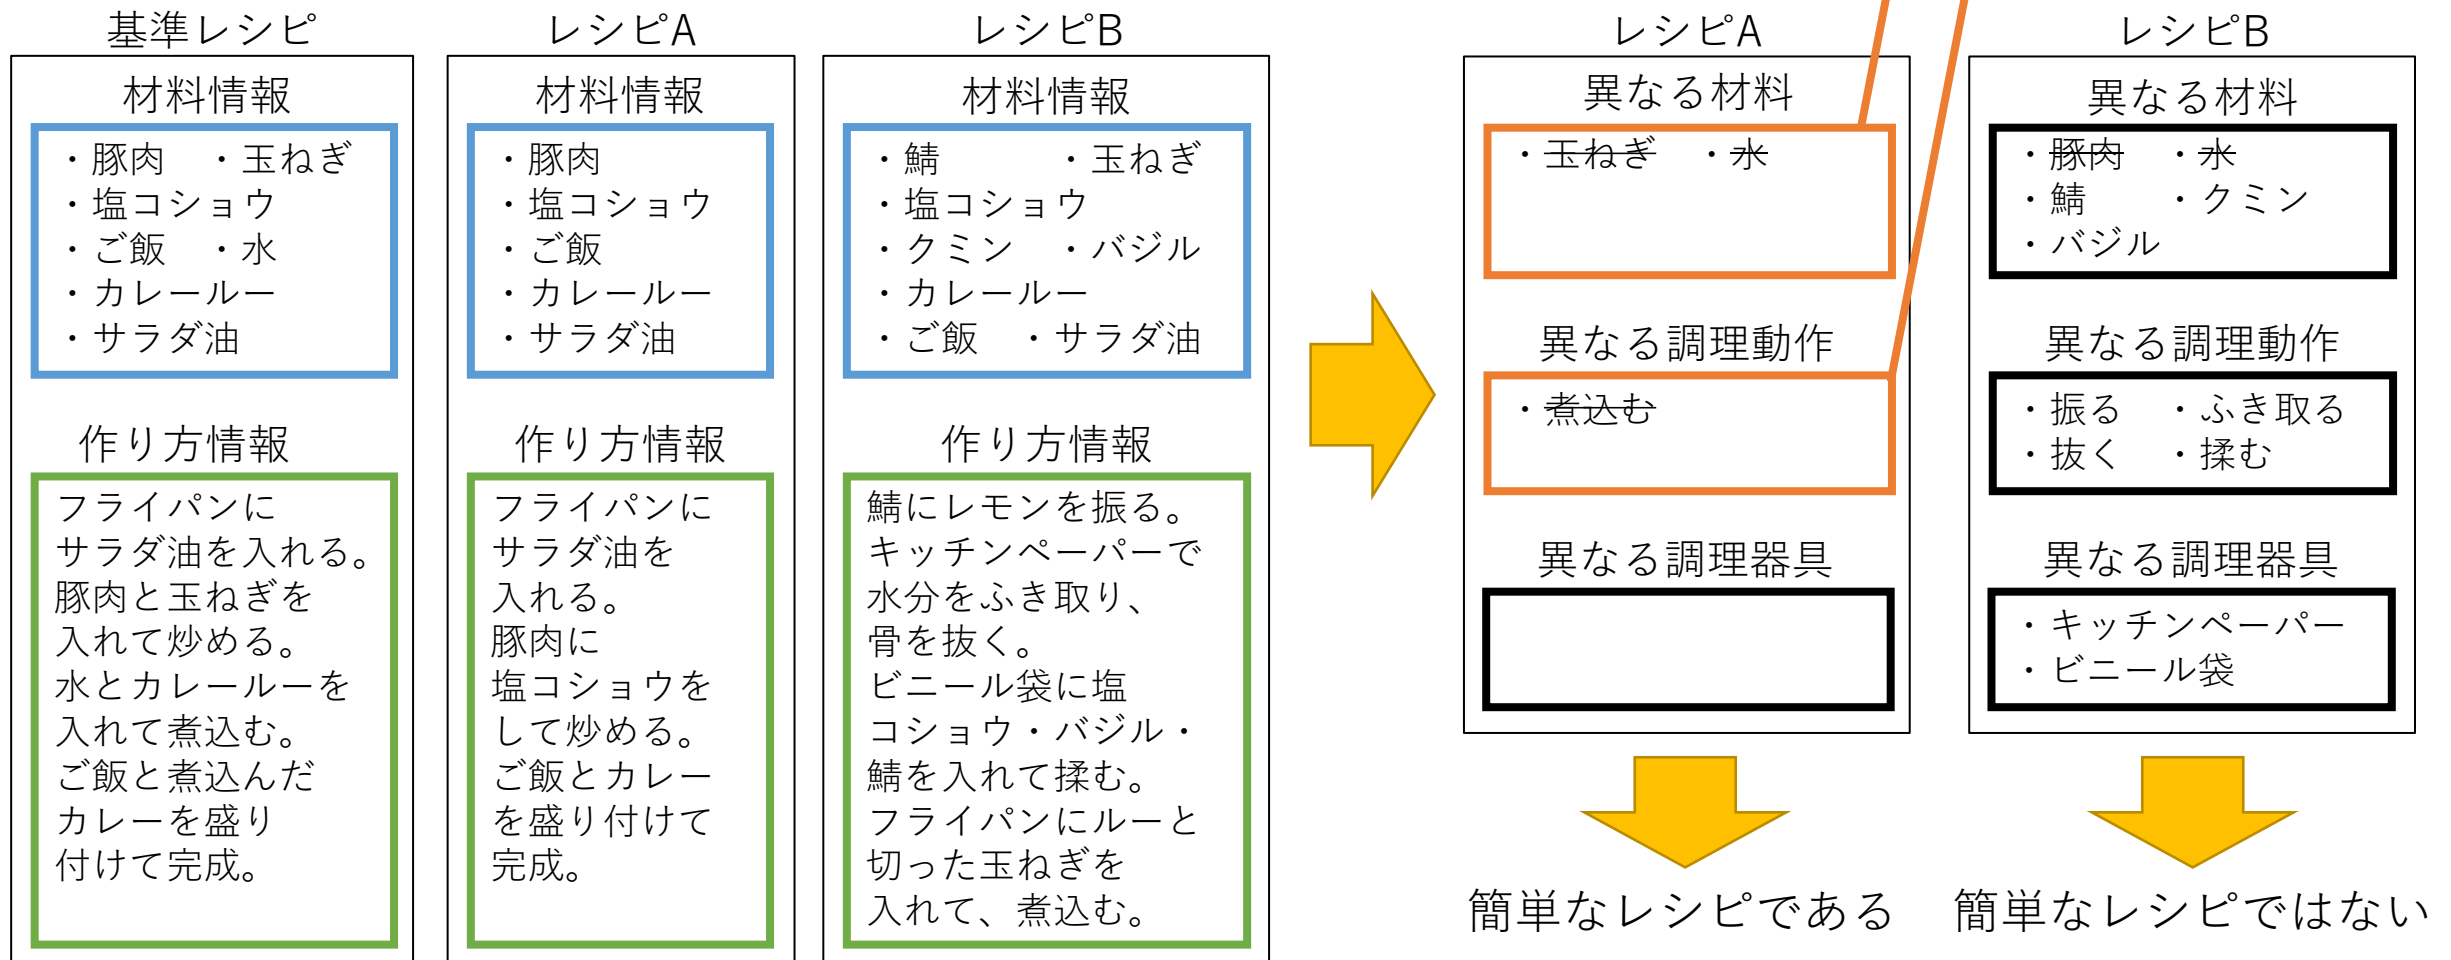 基準レシピ
材料情報
・豚肉 ・玉ねぎ
・塩コショウ
・ご飯 ・水
・カレールー
・サラダ油
作り方情報
フライパンに
サラダ油を入れる。
豚肉と玉ねぎを
入れて炒める。
水とカレールーを
入れて煮込む。
ご飯と煮込んだ
カレーを盛り
付けて完成。
レシピA
材料情報
・豚肉
・塩コショウ
・ご飯
・カレールー
・サラダ油
作り方情報
フライパンに
サラダ油を
入れる。
豚肉に
塩コショウを
して炒める。
ご飯とカレー
を盛り付けて
完成。
レシピB
材料情報
・鯖 ・玉ねぎ
・塩コショウ
・クミン ・バジル
・カレールー
・ご飯 ・サラダ油
作り方情報
鯖にレモンを振る。
キッチンペーパーで
水分をふき取り、
骨を抜く。
ビニール袋に塩
コショウ・バジル・
鯖を入れて揉む。
フライパンにルーと
切った玉ねぎを
入れて、煮込む。
レシピA
異なる材料
・玉ねぎ ・水
異なる調理動作
・煮込む
異なる調理器具
簡単なレシピである
レシピB
異なる材料
・豚肉 ・水
・鯖 ・クミン
・バジル
異なる調理動作
・振る ・ふき取る
・抜く ・揉む
異なる調理器具
・キッチンペーパー
・ビニール袋
簡単なレシピではない